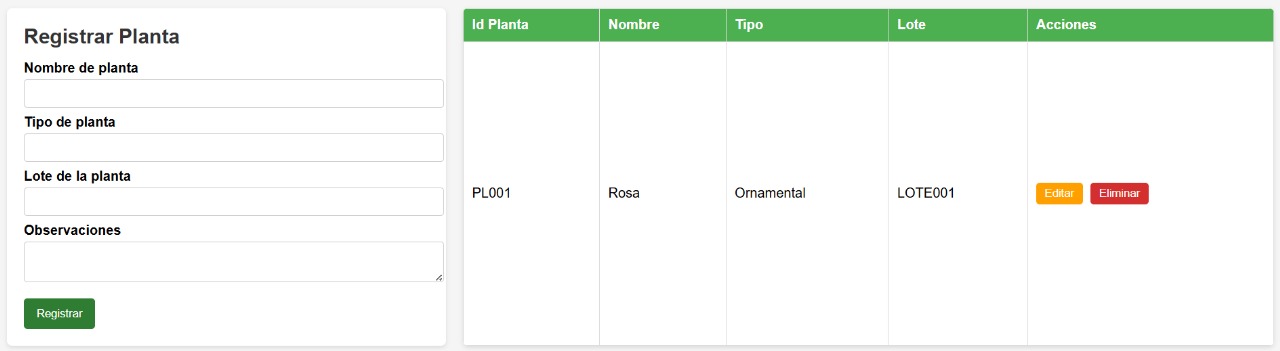 Registrar Planta
Nombre de planta
Tipo de planta
Lote de la planta
Observaciones
Registrar
Id Planta Nombre Tipo Lote Acciones
PL001 Rosa Ornamental LOTE001 Editar Eliminar